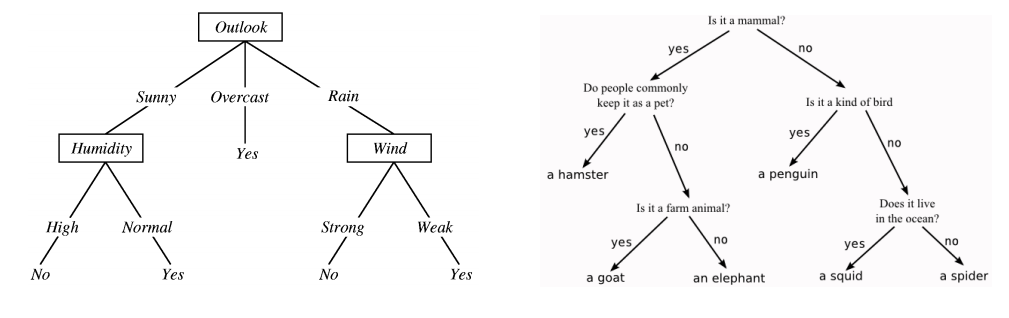 Outlook
Sunny Overcast Rain
Humidity Yes Wind
High Normal Strong Weak
No Yes No Yes
Is it a mammal?
yes no
Do people commonly
keep it as a pet?
Is it a kind of bird
yes no yes no
a hamster a penguin
Is it a farm animal?
Does it live
in the ocean?
yes no yes no
a goat an elephant a squid a spider